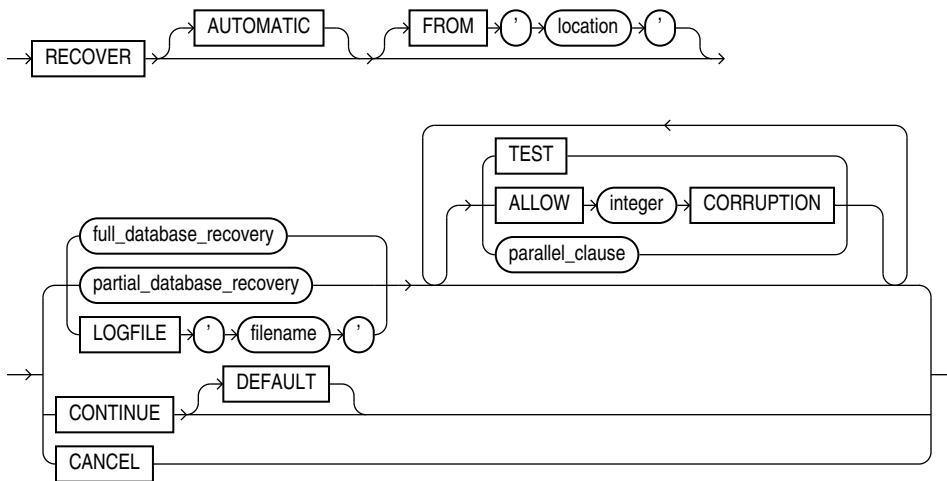 AUTOMATIC FROM ' location '
RECOVER
TEST
ALLOW integer CORRUPTION
full_database_recovery parallel_clause
partial_database_recovery
LOGFILE ' filename '
DEFAULT
CONTINUE
CANCEL